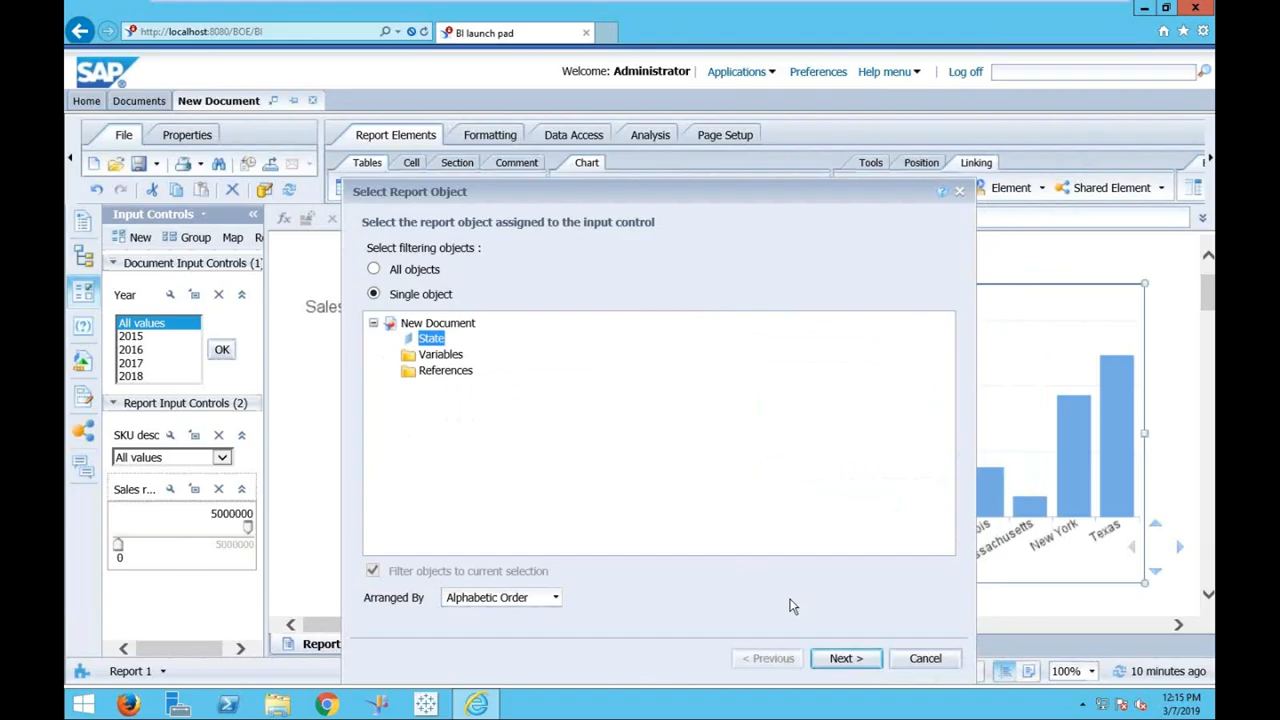 http://localhost:8080/BOE/BI
BI launch pad
SAP
Welcome: Administrator
Applications
Preferences
Help menu
Log off
Home
Documents
New Document
File
Properties
Report Elements
Formatting
Data Access
Analysis
Page Setup
Tables
Cell
Section
Comment
Chart
Tools
Position
Linking
Element
Shared Element
Input Controls
New
Group
Map
Document Input Controls (1)
Year
All values
2015
2016
2017
2018
OK
Report Input Controls (2)
SKU desc
All values
Sales r...
5000000
5000000
0
Sales
Select Report Object
Select the report object assigned to the input control
Select filtering objects :
All objects
Single object
New Document
State
Variables
References
Filter objects to current selection
Arranged By
Alphabetic Order
< Previous
Next >
Cancel
New York
Texas
Report
Report 1
100%
10 minutes ago
12:15 PM
3/7/2019